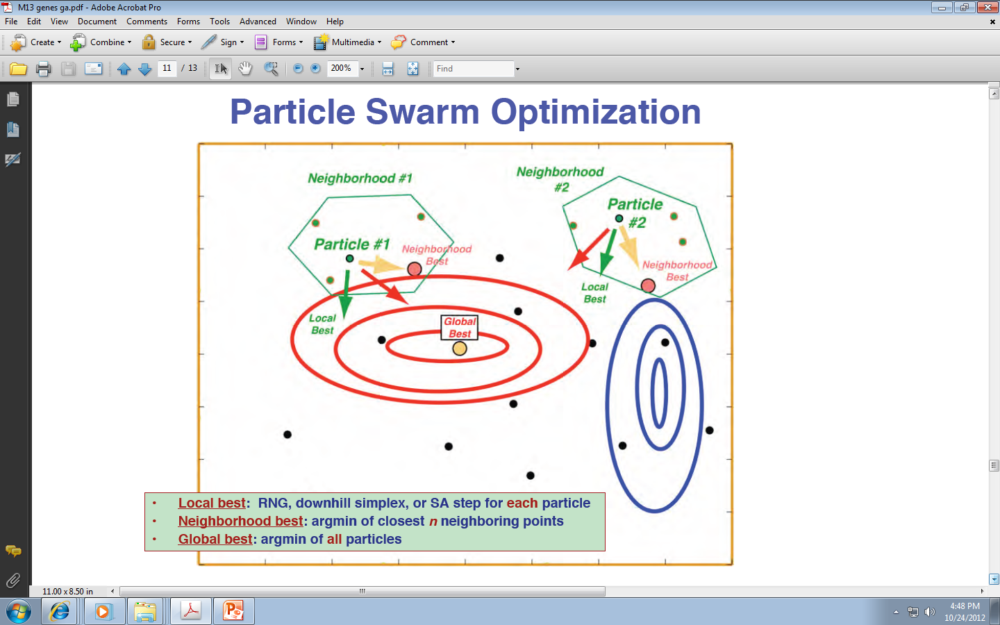 M13 genes ga.pdf - Adobe Acrobat Pro
File Edit View Document Comments Forms Tools Advanced Window Help
Create Combine Secure Sign Forms Multimedia Comment
11 / 13 200% Find
Particle Swarm Optimization
Neighborhood #1
Neighborhood
#2
Particle
#2
Particle #1
Neighborhood
Best
Neighborhood
Best
Local
Best
Local
Best
Global
Best
• Local best: RNG, downhill simplex, or SA step for each particle
• Neighborhood best: argmin of closest n neighboring points
• Global best: argmin of all particles
11.00 x 8.50 in
4:48 PM
10/24/2012